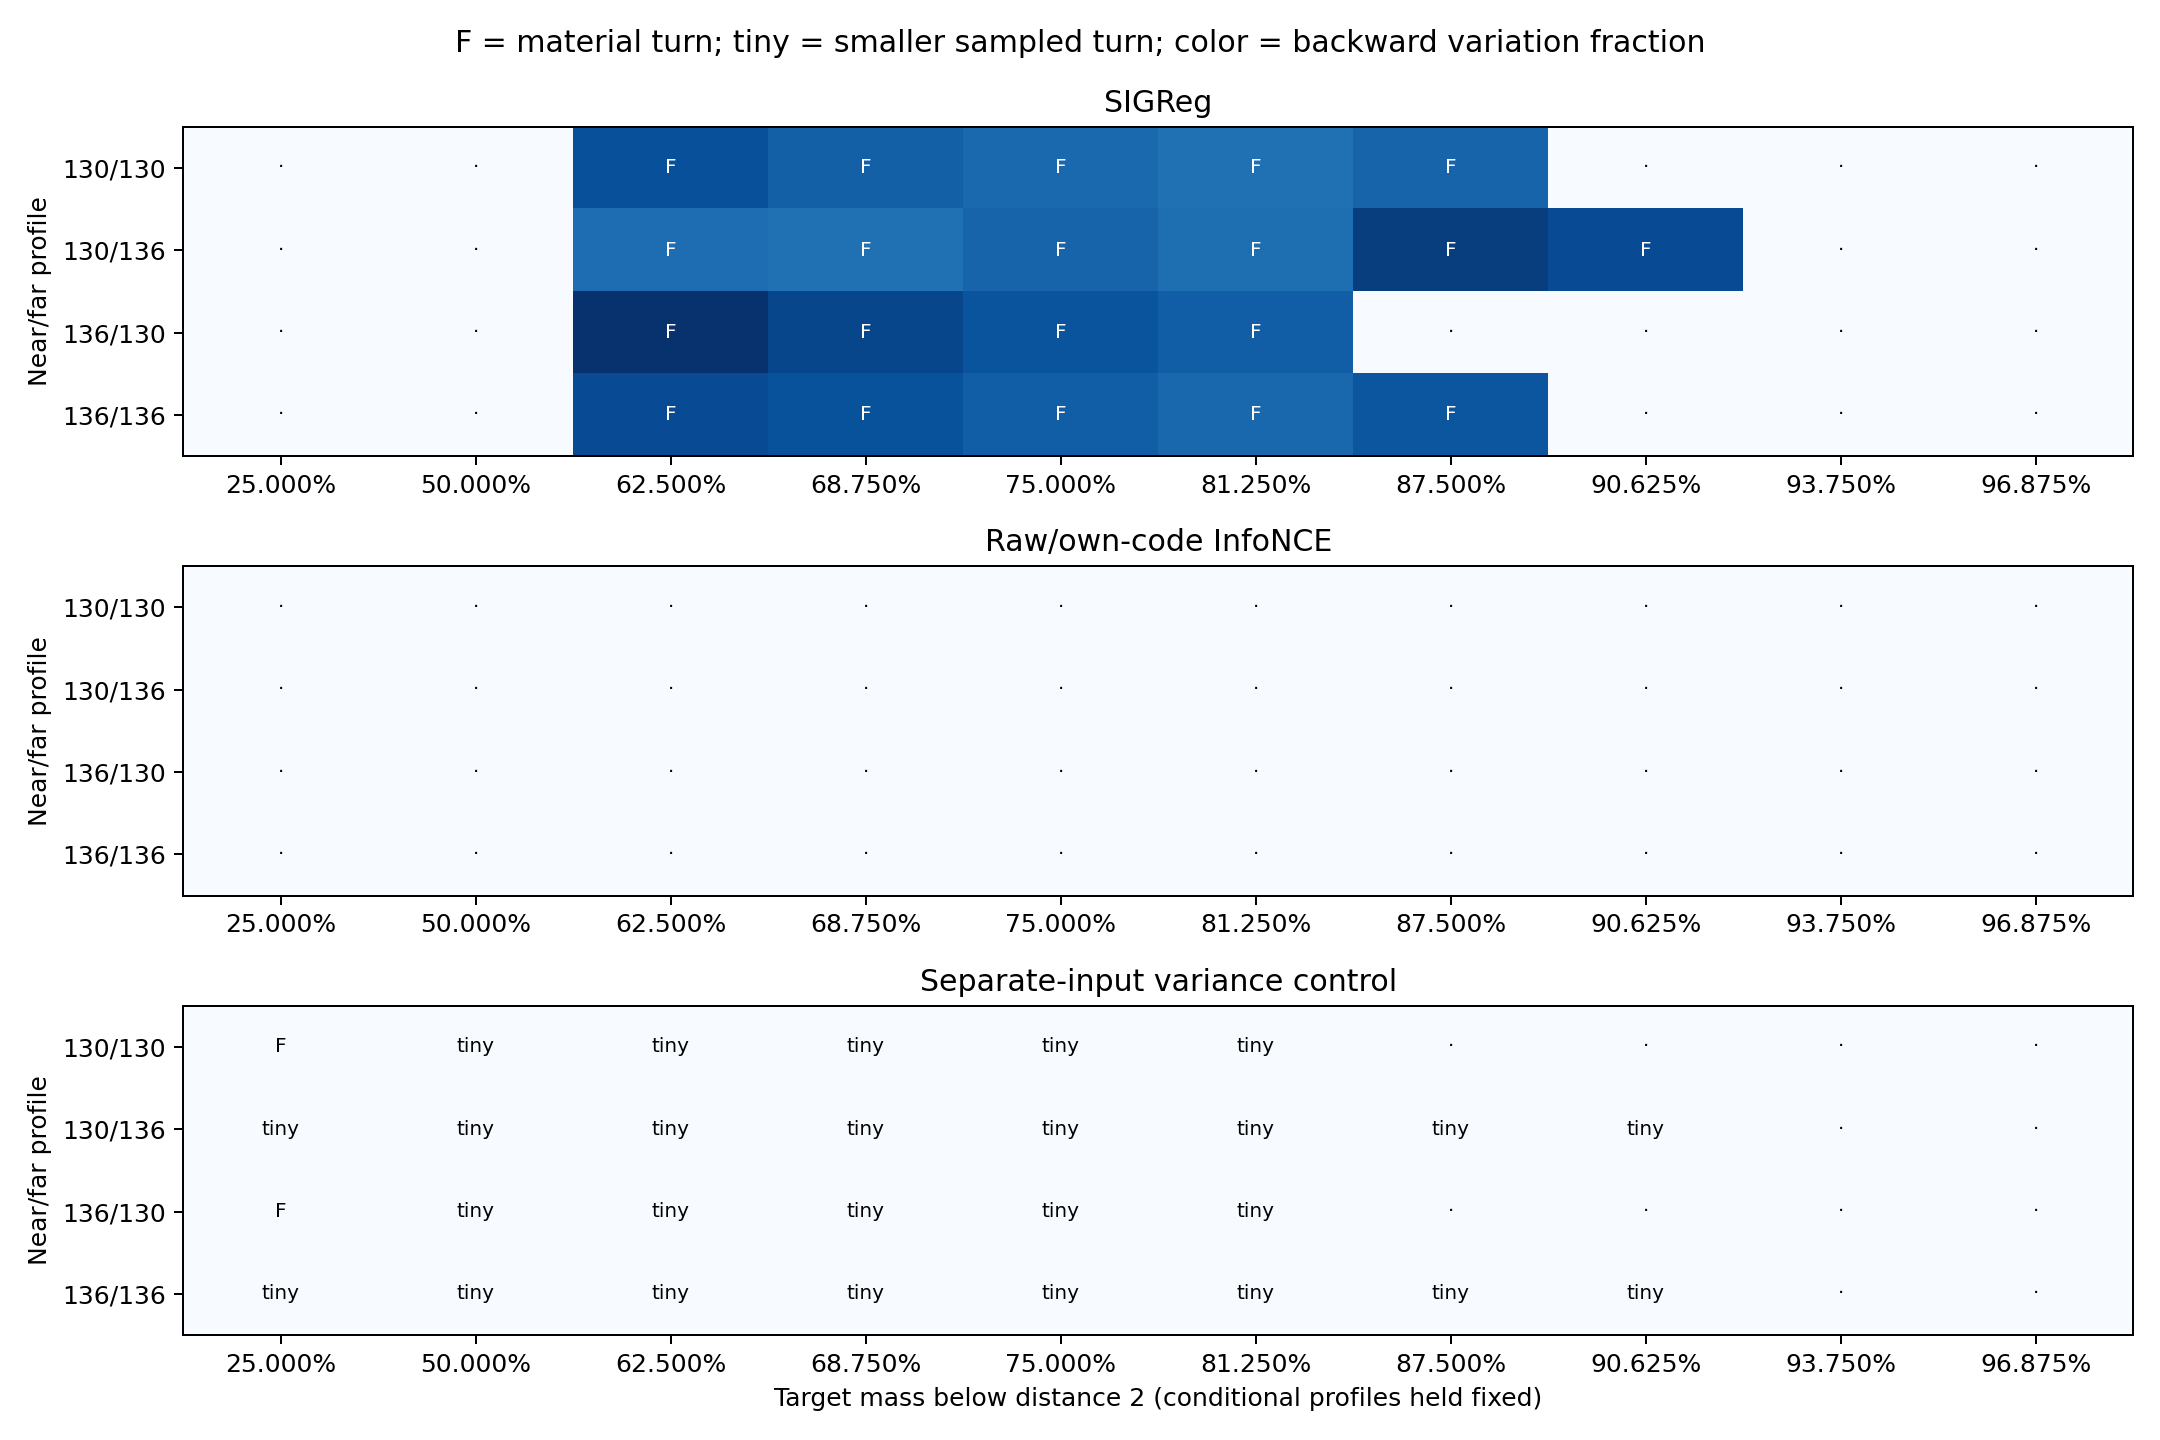 F = material turn; tiny = smaller sampled turn; color = backward variation fraction
SIGReg
Near/far profile
130/130 · · F F F F F · · ·
130/136 · · F F F F F F · ·
136/130 · · F F F F · · · ·
136/136 · · F F F F F · · ·
25.000% 50.000% 62.500% 68.750% 75.000% 81.250% 87.500% 90.625% 93.750% 96.875%
Raw/own-code InfoNCE
Near/far profile
130/130 · · · · · · · · · ·
130/136 · · · · · · · · · ·
136/130 · · · · · · · · · ·
136/136 · · · · · · · · · ·
25.000% 50.000% 62.500% 68.750% 75.000% 81.250% 87.500% 90.625% 93.750% 96.875%
Separate-input variance control
Near/far profile
130/130 F tiny tiny tiny tiny tiny · · · ·
130/136 tiny tiny tiny tiny tiny tiny tiny tiny · ·
136/130 F tiny tiny tiny tiny tiny · · · ·
136/136 tiny tiny tiny tiny tiny tiny tiny tiny · ·
25.000% 50.000% 62.500% 68.750% 75.000% 81.250% 87.500% 90.625% 93.750% 96.875%
Target mass below distance 2 (conditional profiles held fixed)